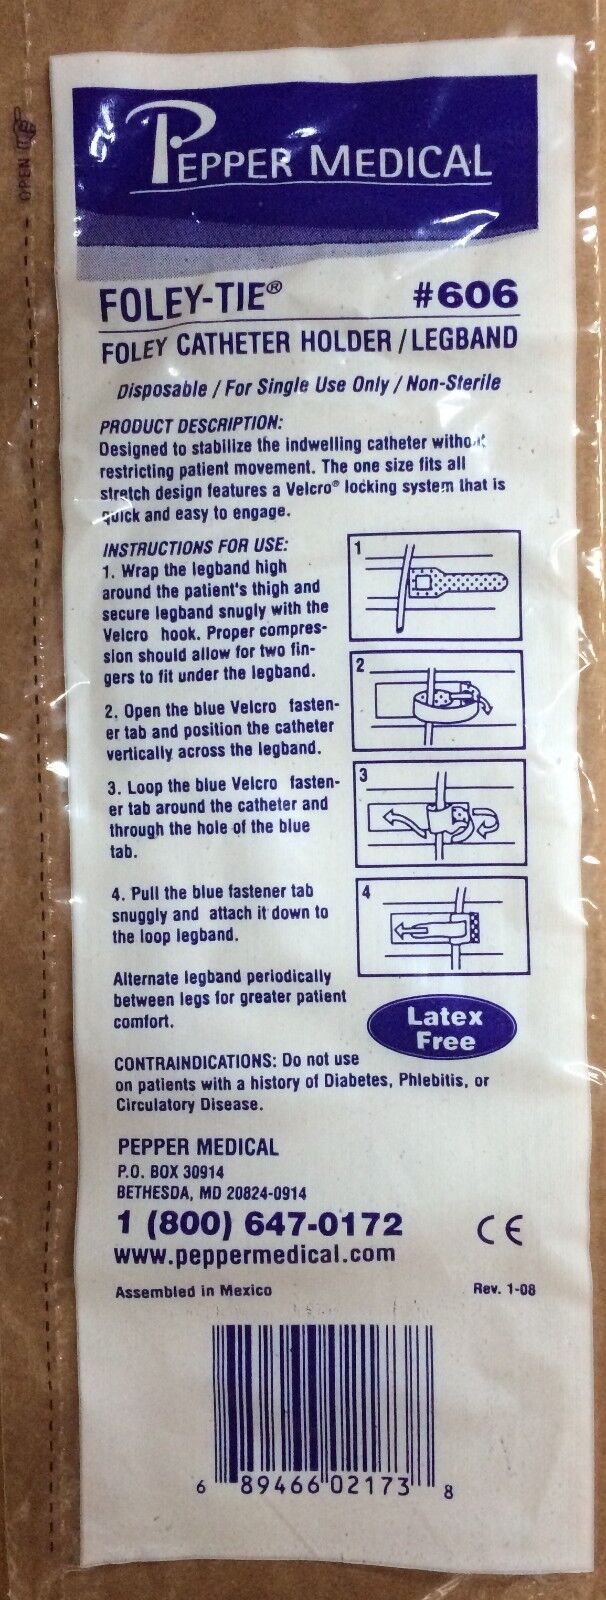 OPEN
PEPPER MEDICAL
FOLEY-TIE® #606
FOLEY CATHETER HOLDER / LEGBAND
Disposable / For Single Use Only / Non-Sterile
PRODUCT DESCRIPTION:
Designed to stabilize the indwelling catheter without
restricting patient movement. The one size fits all
stretch design features a Velcro® locking system that is
quick and easy to engage.
INSTRUCTIONS FOR USE:
1. Wrap the legband high
around the patient's thigh and
secure legband snugly with the
Velcro hook. Proper compres-
sion should allow for two fin-
gers to fit under the legband.
1
2. Open the blue Velcro fasten-
er tab and position the catheter
vertically across the legband.
2
3. Loop the blue Velcro fasten-
er tab around the catheter and
through the hole of the blue
tab.
3
4. Pull the blue fastener tab
snuggly and attach it down to
the loop legband.
4
Alternate legband periodically
between legs for greater patient
comfort.
Latex
Free
CONTRAINDICATIONS: Do not use
on patients with a history of Diabetes, Phlebitis, or
Circulatory Disease.
PEPPER MEDICAL
P.O. BOX 30914
BETHESDA, MD 20824-0914
1 (800) 647-0172
CE
www.peppermedical.com
Assembled in Mexico Rev. 1-08
6 89466 02173 8